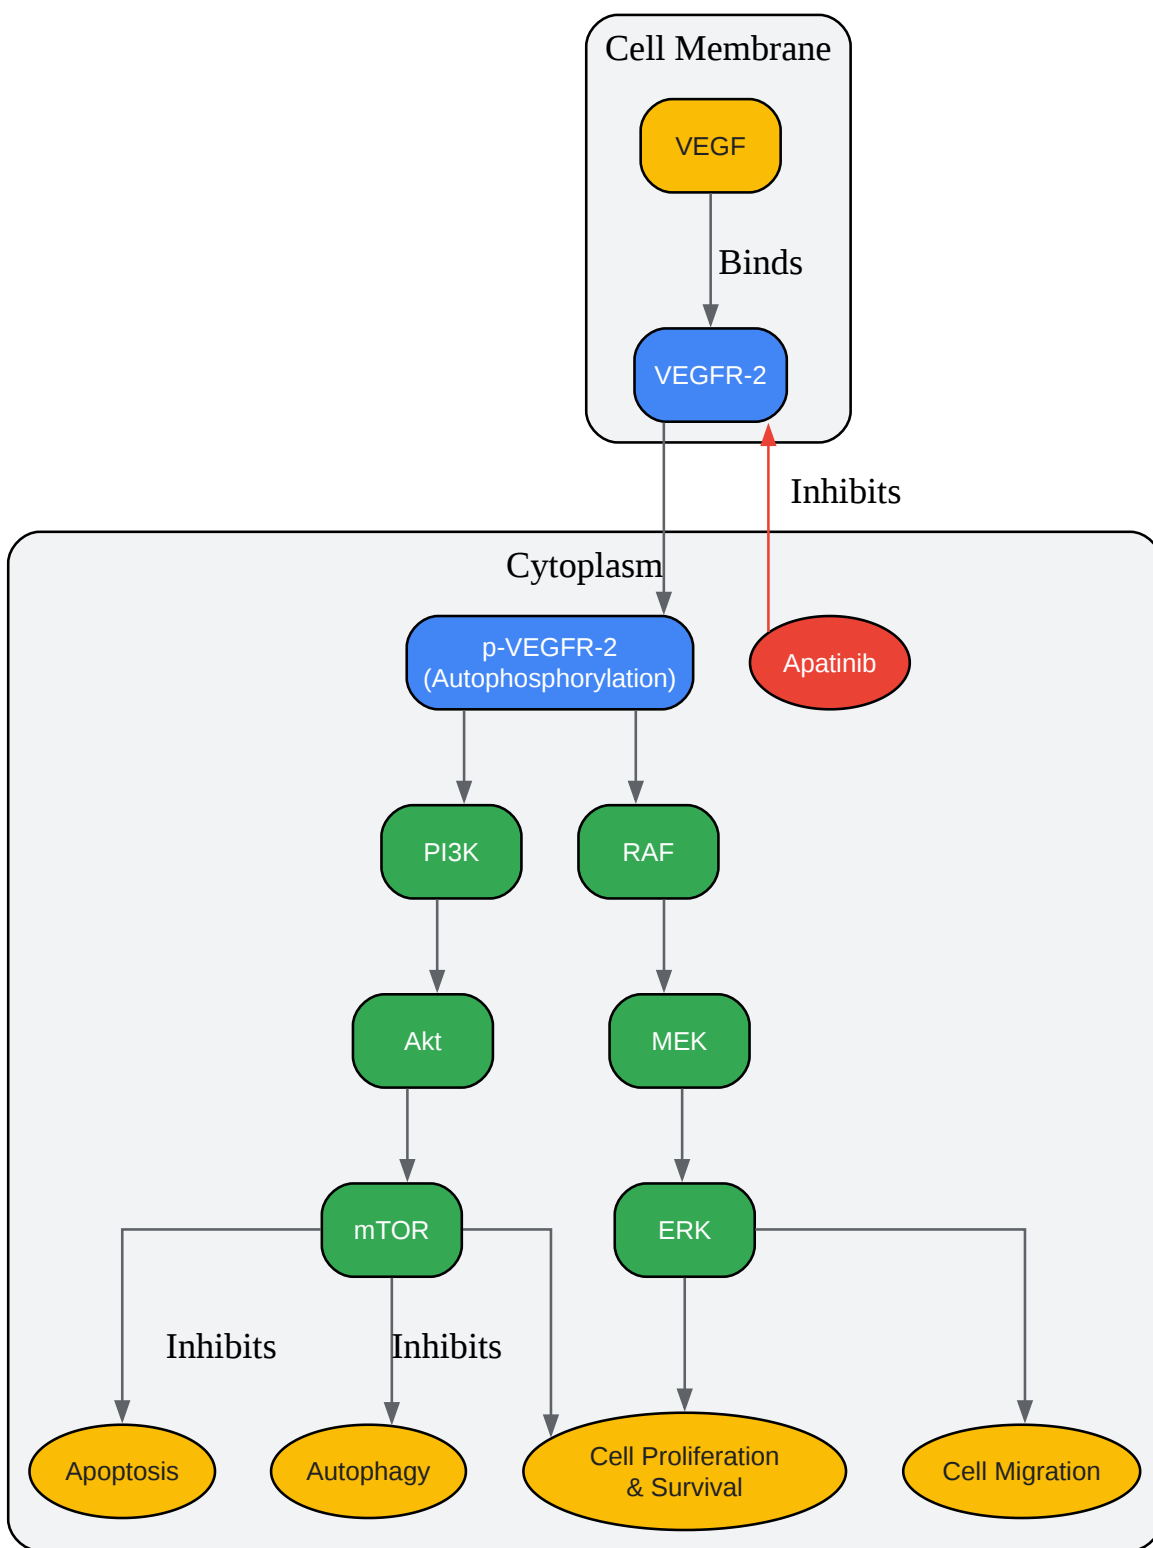 Cell Membrane
VEGF
Binds
VEGFR-2
Inhibits
Cytoplasm
p-VEGFR-2
(Autophosphorylation)
Apatinib
PI3K
RAF
Akt
MEK
mTOR
ERK
Inhibits
Inhibits
Apoptosis
Autophagy
Cell Proliferation
& Survival
Cell Migration